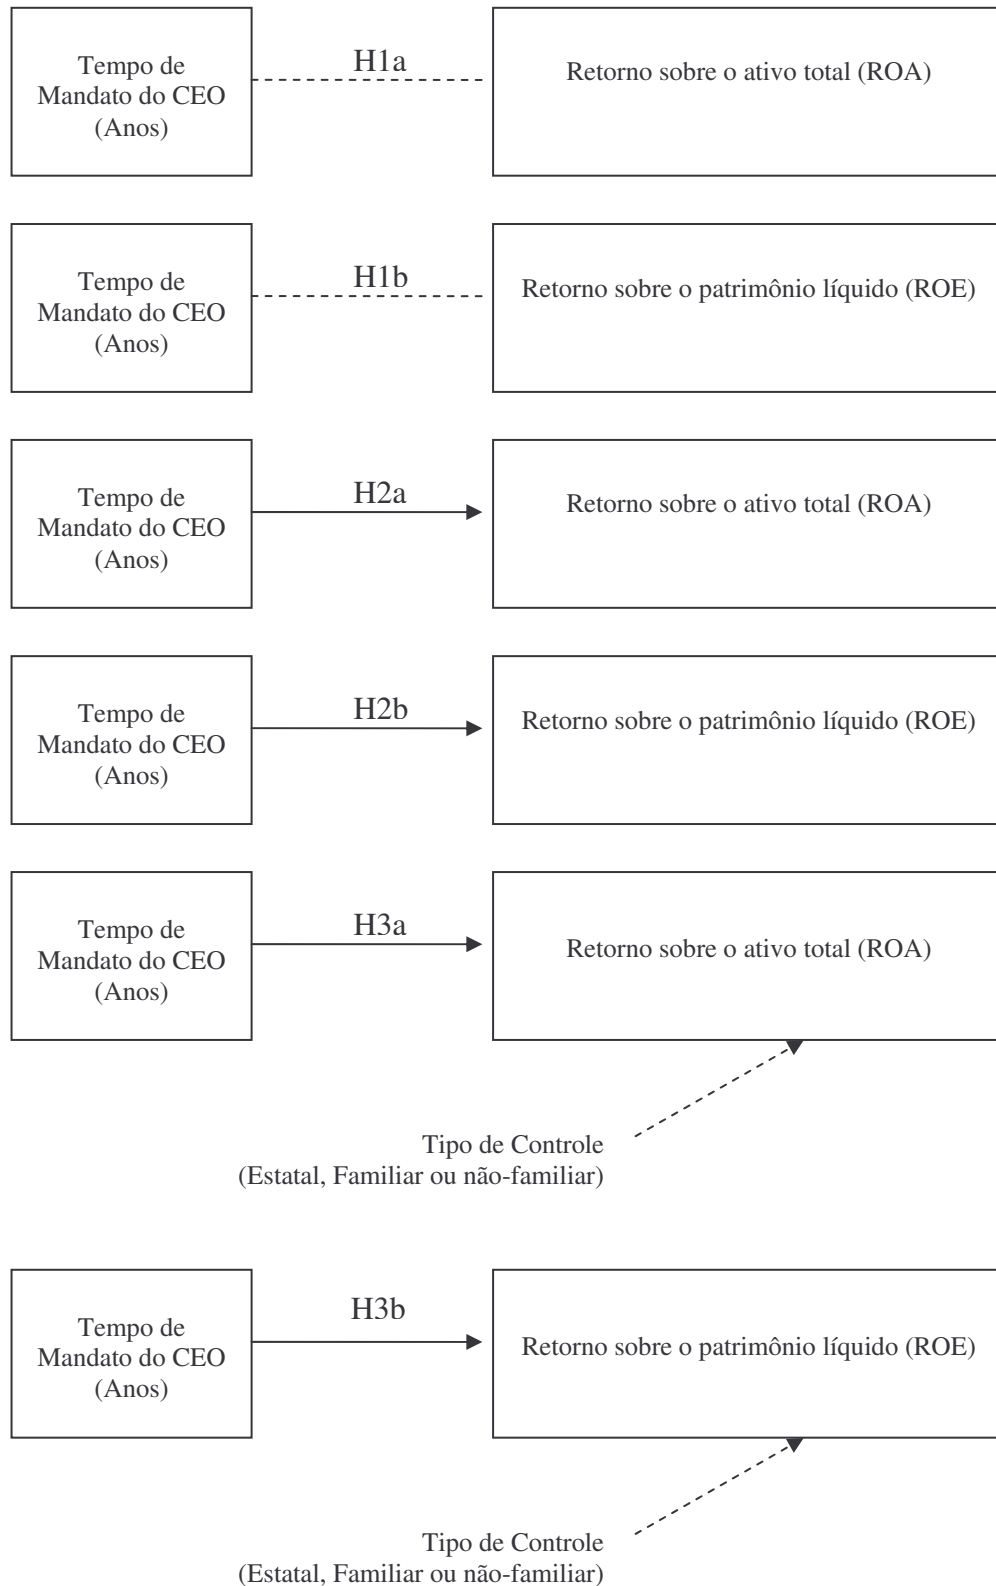 Tempo de
Mandato do CEO
(Anos)
H1a
Retorno sobre o ativo total (ROA)
Tempo de
Mandato do CEO
(Anos)
H1b
Retorno sobre o patrimônio líquido (ROE)
Tempo de
Mandato do CEO
(Anos)
H2a
Retorno sobre o ativo total (ROA)
Tempo de
Mandato do CEO
(Anos)
H2b
Retorno sobre o patrimônio líquido (ROE)
Tempo de
Mandato do CEO
(Anos)
H3a
Retorno sobre o ativo total (ROA)
Tipo de Controle
(Estatal, Familiar ou não-familiar)
Tempo de
Mandato do CEO
(Anos)
H3b
Retorno sobre o patrimônio líquido (ROE)
Tipo de Controle
(Estatal, Familiar ou não-familiar)